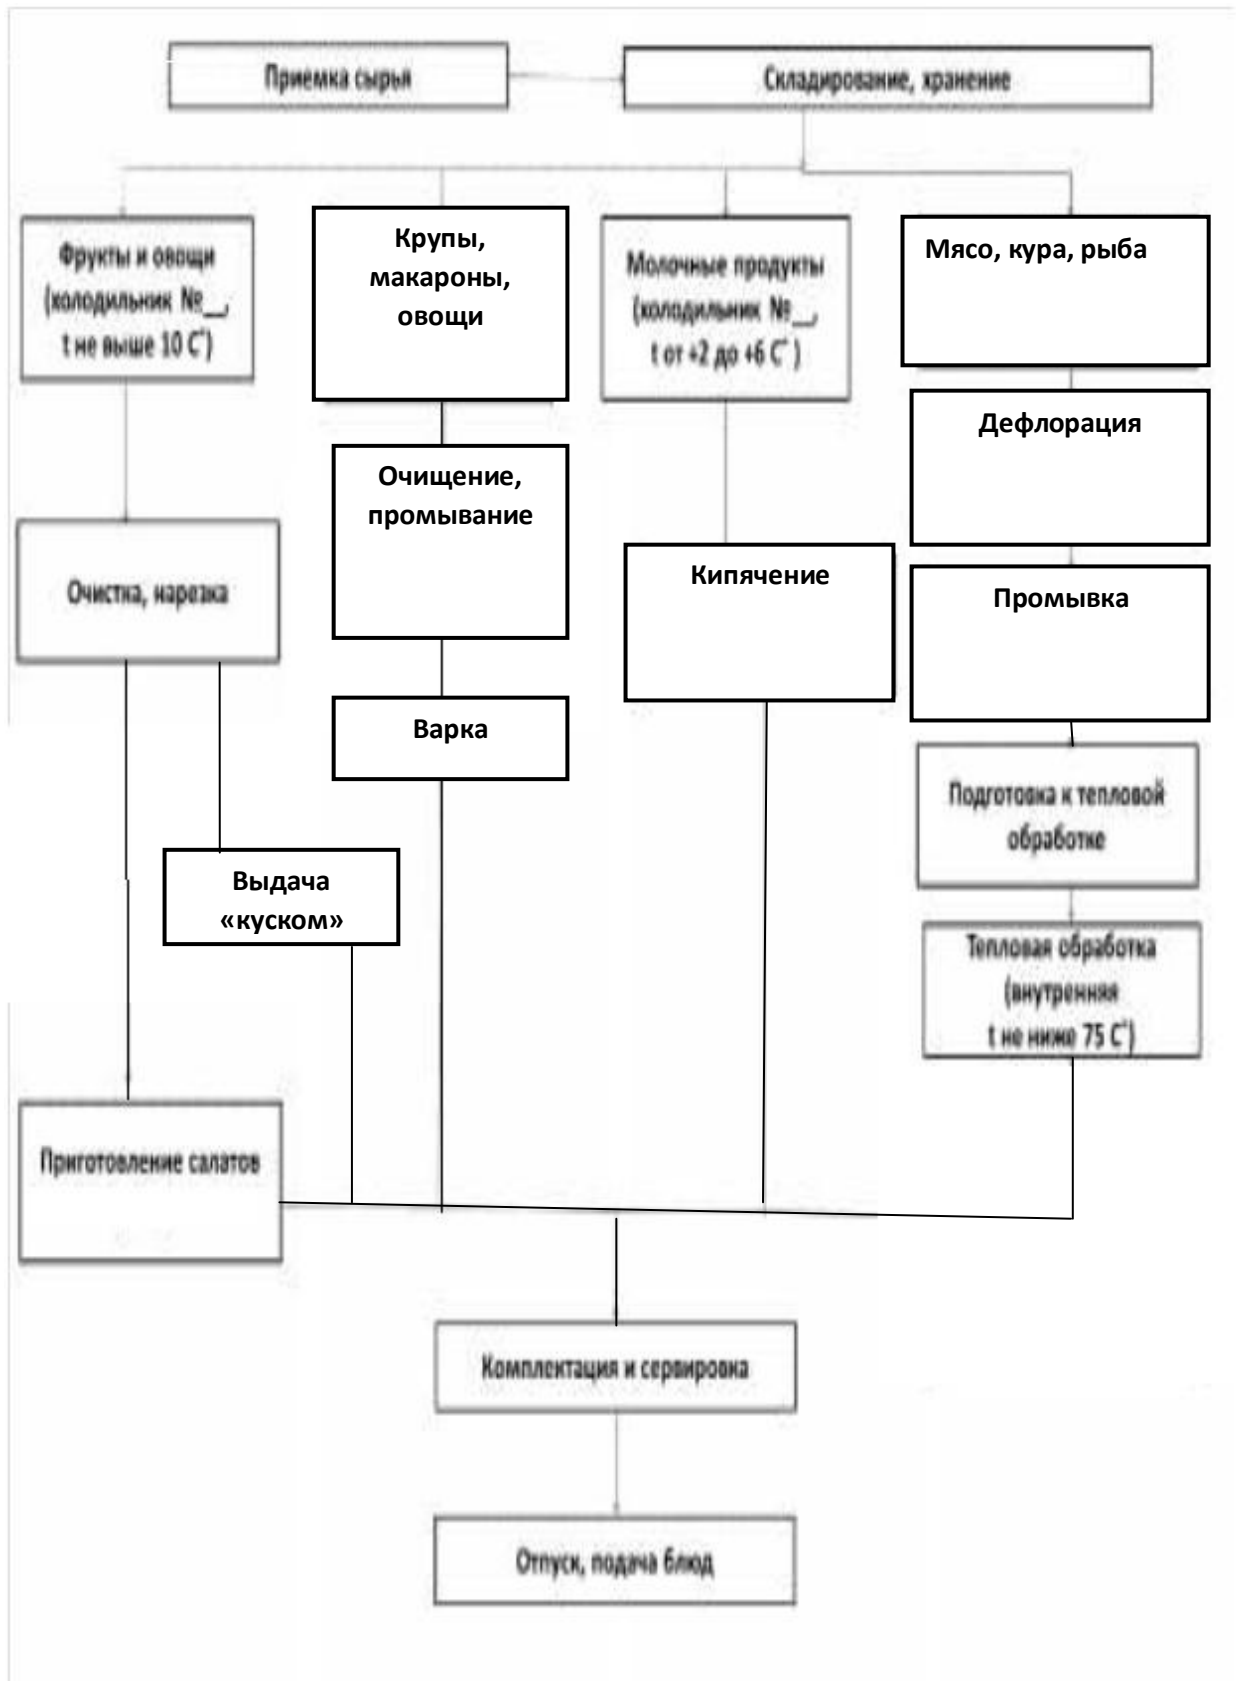 Приемка сырья
Складирование, хранение
Фрукты и овощи
(холодильник №__,
t не выше 10 С˚)
Крупы,
макароны,
овощи
Молочные продукты
(холодильник №__,
t от +2 до +6 С˚ )
Мясо, кура, рыба
Дефлорация
Очищение,
промывание
Очистка, нарезка
Кипячение
Промывка
Варка
Подготовка к тепловой
обработке
Выдача
«куском»
Тепловая обработка
(внутренняя
t не ниже 75 С˚)
Приготовление салатов
Комплектация и сервировка
Отпуск, подача блюд